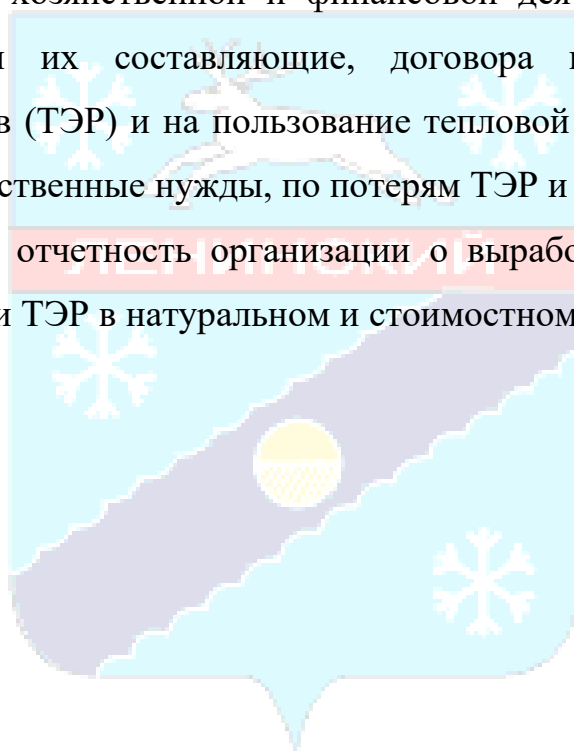 хозяйственной и финансовой дея
их составляющие, договора
в (ТЭР) и на пользование тепловой
ственные нужды, по потерям ТЭР и
ЛЕНИНСКИЙ
отчетность организации о вырабо
и ТЭР в натуральном и стоимостном